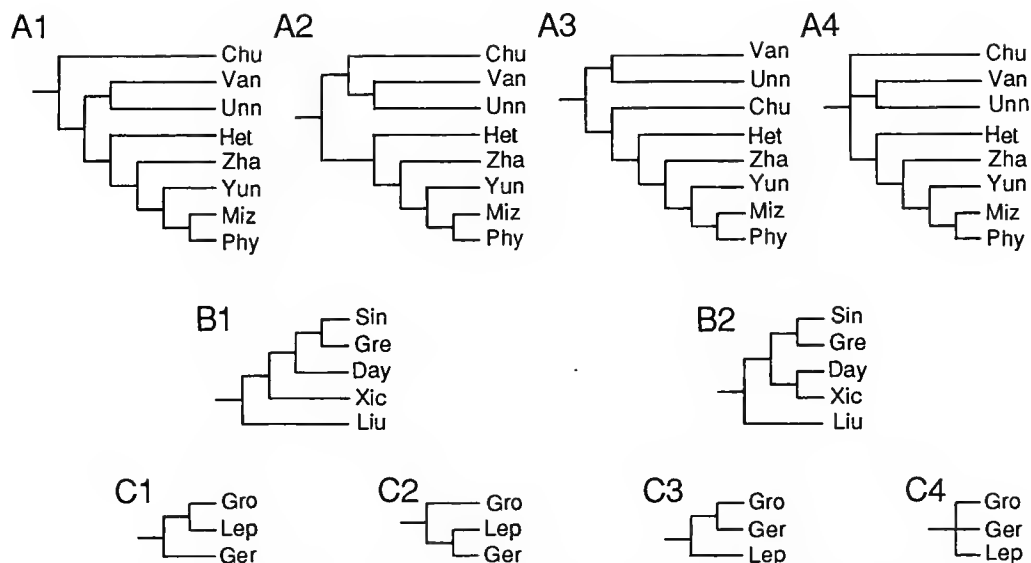 A1
Chu
Van
Unn
Het
Zha
Yun
Miz
Phy
A2
Chu
Van
Unn
Het
Zha
Yun
Miz
Phy
A3
Van
Unn
Chu
Het
Zha
Yun
Miz
Phy
A4
Chu
Van
Unn
Het
Zha
Yun
Miz
Phy
B1
Sin
Gre
Day
Xic
Liu
B2
Sin
Gre
Day
Xic
Liu
C1
Gro
Lep
Ger
C2
Gro
Lep
Ger
C3
Gro
Ger
Lep
C4
Gro
Ger
Lep